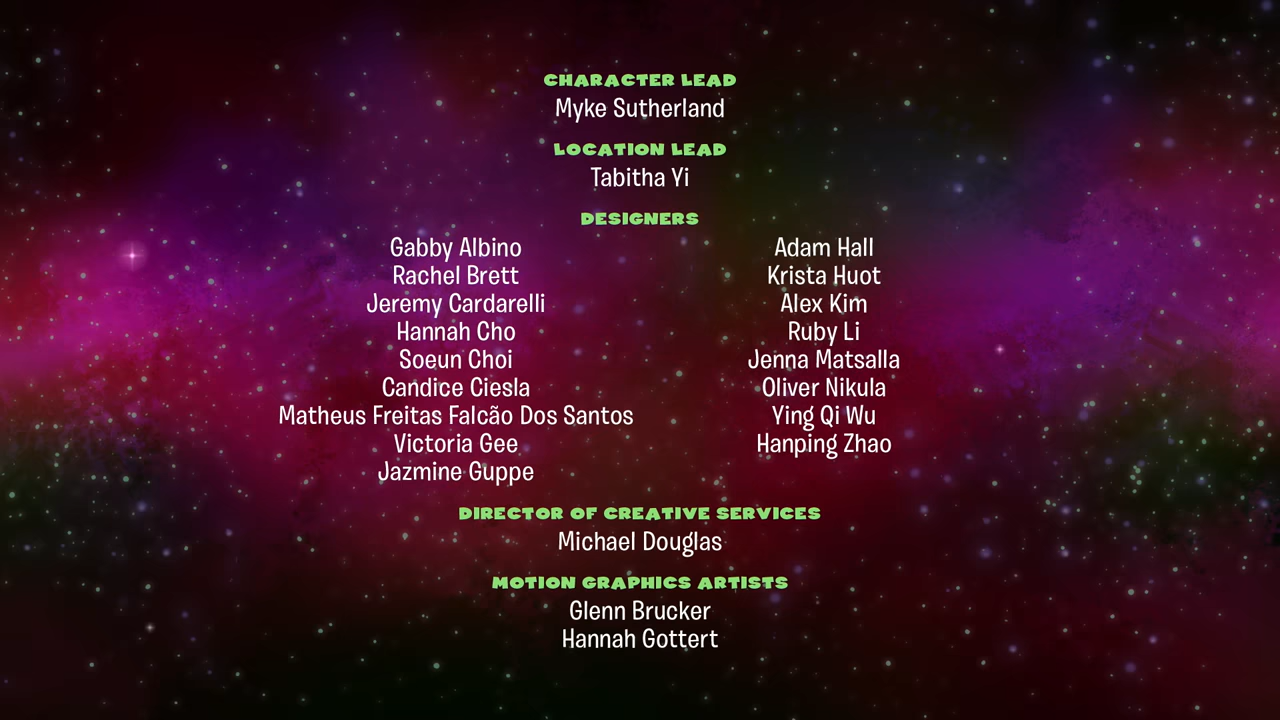 CHARACTER LEAD
Myke Sutherland
LOCATION LEAD
Tabitha Yi
DESIGNERS
Gabby Albino
Rachel Brett
Jeremy Cardarelli
Hannah Cho
Soeun Choi
Candice Ciesla
Matheus Freitas Falcão Dos Santos
Victoria Gee
Jazmine Guppe
Adam Hall
Krista Huot
Alex Kim
Ruby Li
Jenna Matsalla
Oliver Nikula
Ying Qi Wu
Hanping Zhao
DIRECTOR OF CREATIVE SERVICES
Michael Douglas
MOTION GRAPHICS ARTISTS
Glenn Brucker
Hannah Gottert